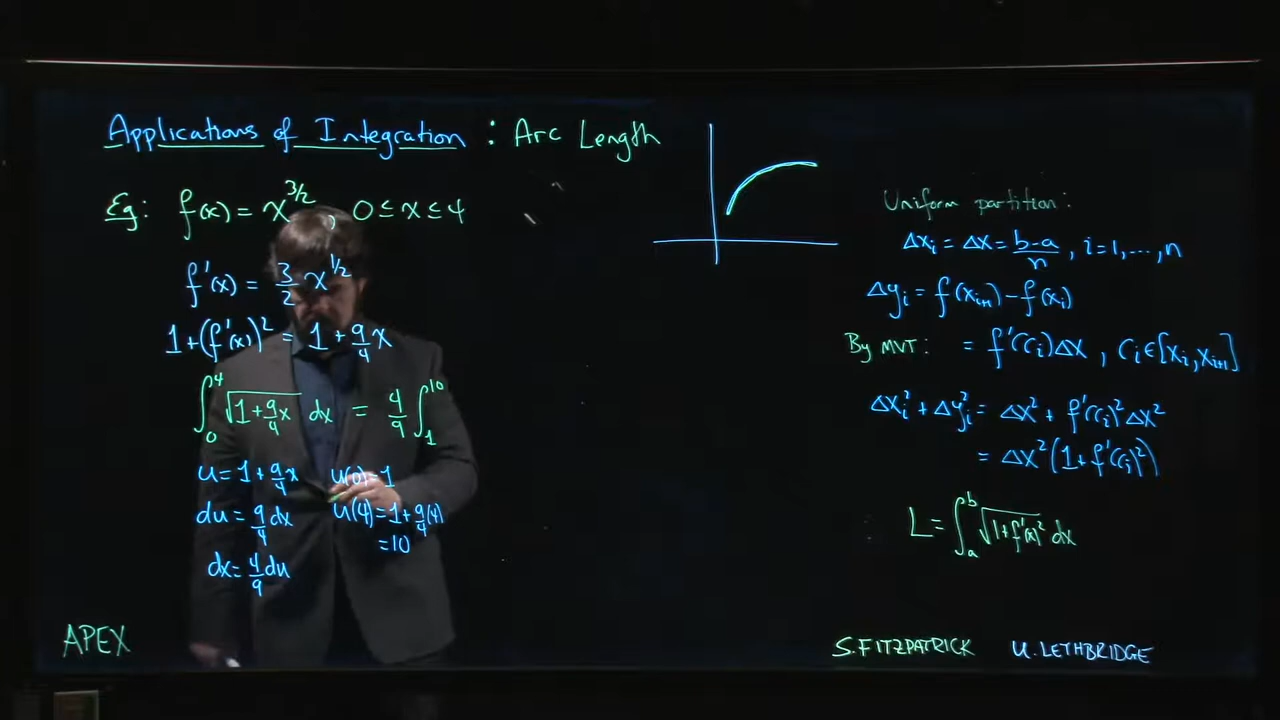 Applications of Integration : Arc Length
Eg: f(x) = x^{3/2}, 0 ≤ x ≤ 4
f'(x) = 3/2 x^{1/2}
1+(f'(x))^2 = 1 + 9/4 x
∫_0^4 √(1+9/4 x) dx = 4/9 ∫_1^{10}
u = 1 + 9/4 x u(0) = 1
du = 9/4 dx u(4) = 1 + 9/4 (4)
= 10
dx = 4/9 du
Uniform partition:
Δx_i = Δx = (b-a)/n, i=1,...,n
Δy_i = f(x_{i+1}) - f(x_i)
By MVT: = f'(c_i)Δx, c_i ∈ [x_i, x_{i+1}]
Δx_i^2 + Δy_i^2 = Δx^2 + f'(c_i)^2 Δx^2
= Δx^2 (1+f'(c_i)^2)
L = ∫_a^b √(1+f'(x)^2) dx
APEX
S. FITZPATRICK U. LETHBRIDGE